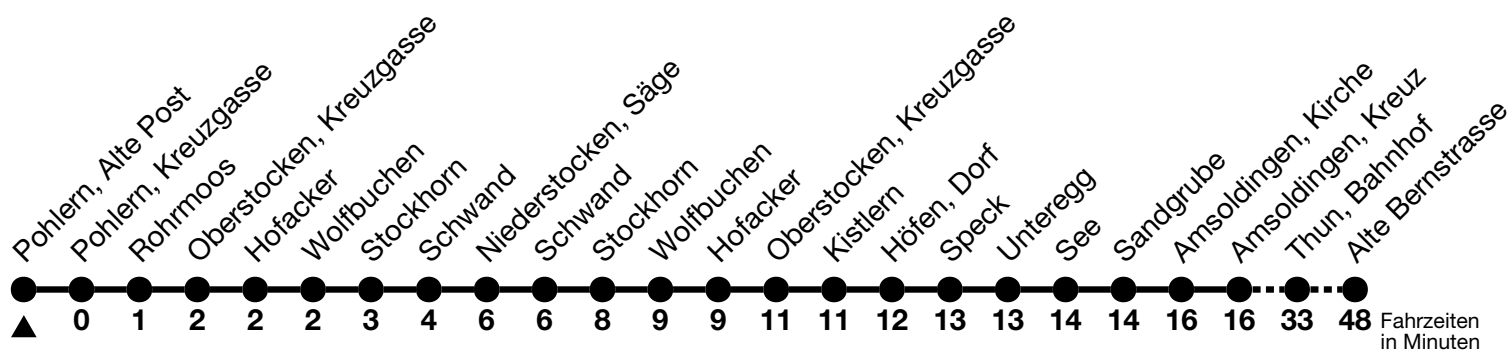 Pohlern, Alte Post
Pohlern, Kreuzgasse
Rohrmoos
Oberstocken, Kreuzgasse
Hofacker
Wolfbuchen
Stockhorn
Schwand
Niederstocken, Säge
Schwand
Stockhorn
Wolfbuchen
Hofacker
Oberstocken, Kreuzgasse
Kistlern
Höfen, Dorf
Speck
Unteregg
See
Sandgrube
Amsoldingen, Kirche
Amsoldingen, Kreuz
Thun, Bahnhof
Alte Bernstrasse
0 1 2 2 2 3 4 6 6 8 9 9 11 11 12 13 13 14 14 16 16 33 48 Fahrzeiten
in Minuten